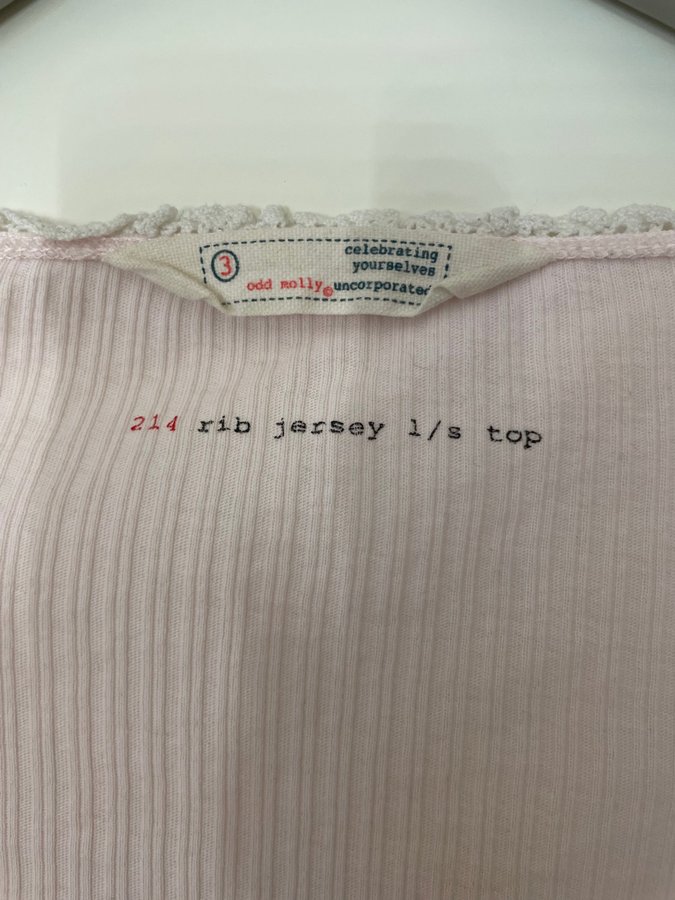 3
celebrating
yourselves
odd molly© uncorporated
214 rib jersey l/s top